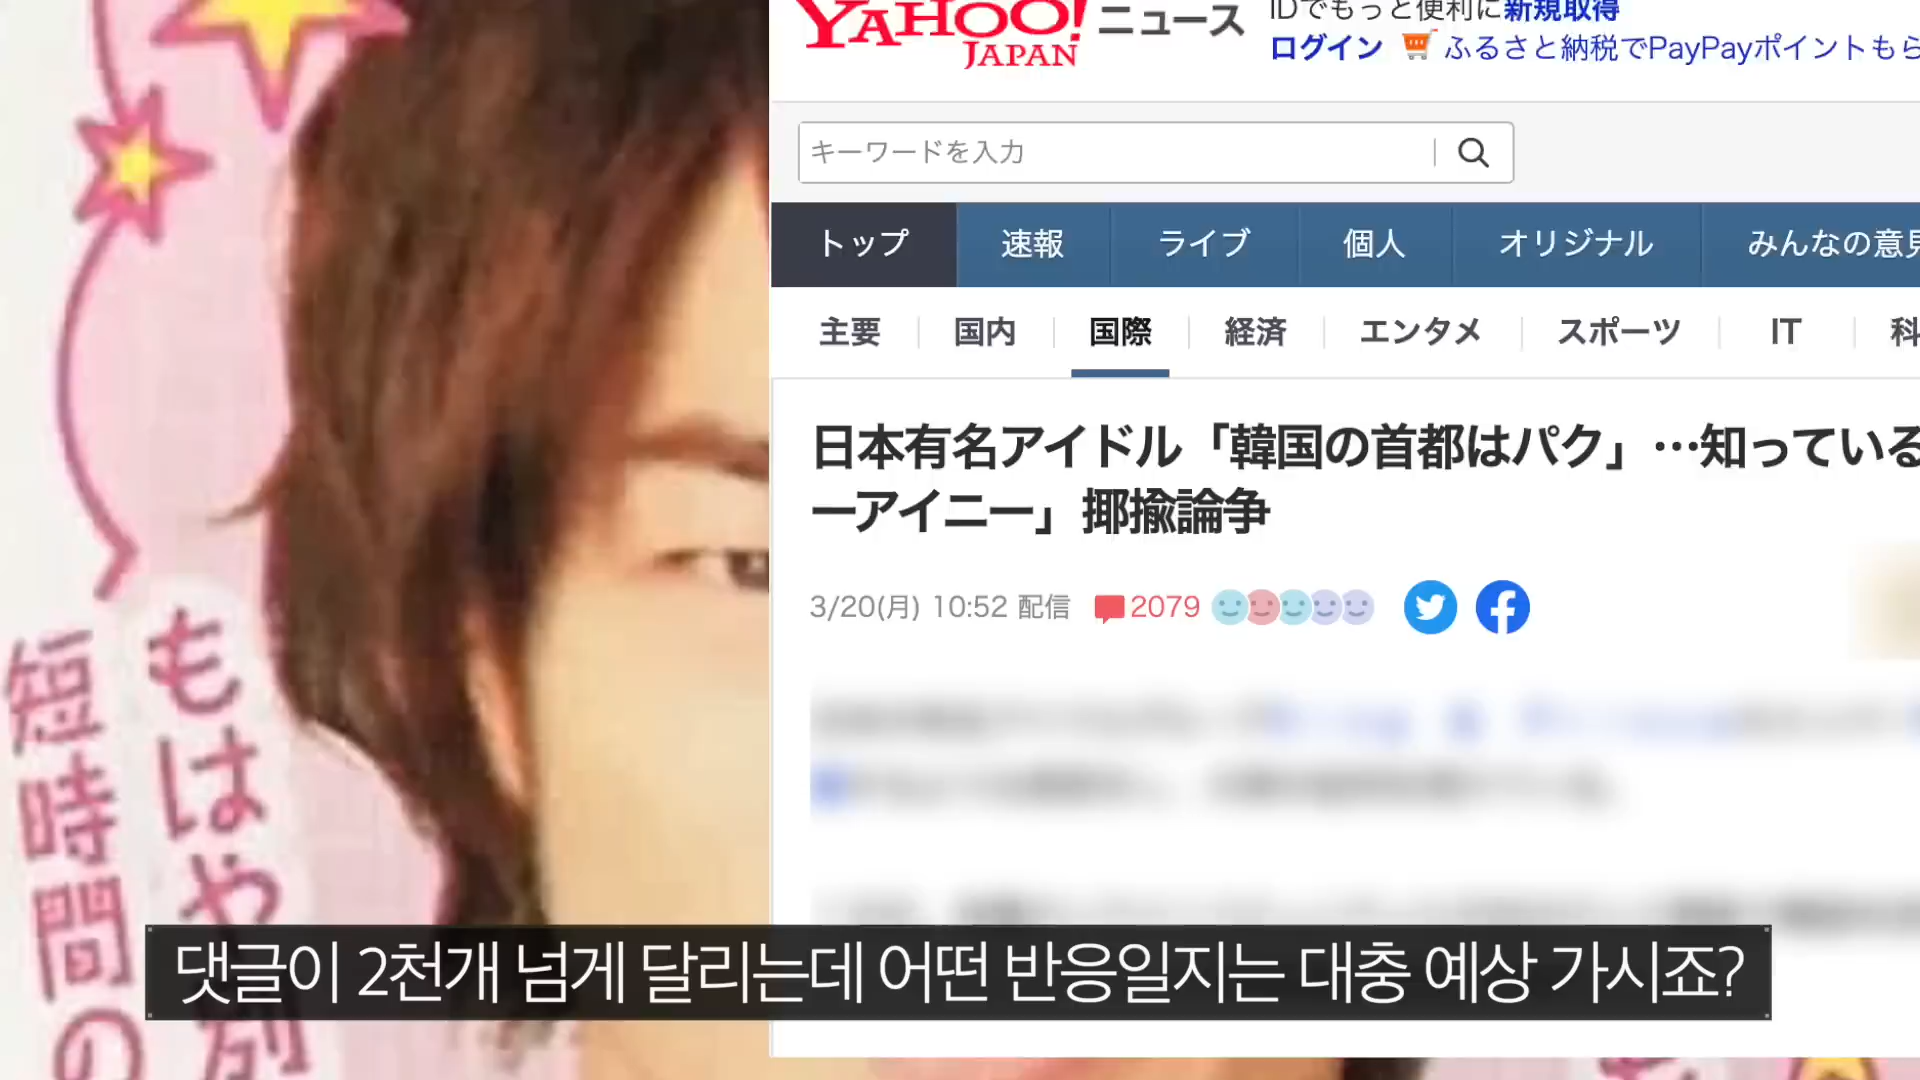 YAHOO! JAPAN ニュース
IDでもっと便利に新規取得
ログイン ふるさと納税でPayPayポイントもら
キーワードを入力
トップ 速報 ライブ 個人 オリジナル みんなの意見
主要 国内 国際 経済 エンタメ スポーツ IT 科
日本有名アイドル「韓国の首都はパク」…知っている
ーアイニー」揶揄論争
3/20(月) 10:52 配信 2079
もはや
短時間の
댓글이 2천개 넘게 달리는데 어떤 반응일지는 대충 예상 가시죠?